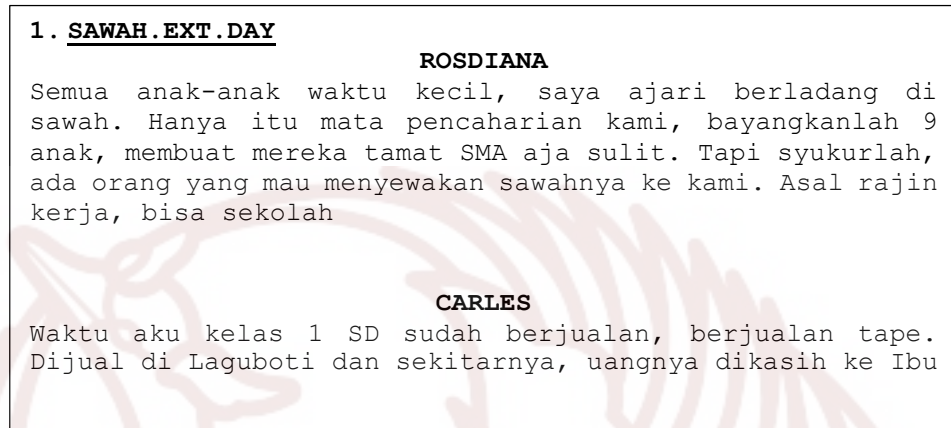 1. SAWAH.EXT.DAY
ROSDIANA
Semua anak-anak waktu kecil, saya ajari berladang di
sawah. Hanya itu mata pencaharian kami, bayangkanlah 9
anak, membuat mereka tamat SMA aja sulit. Tapi syukurlah,
ada orang yang mau menyewakan sawahnya ke kami. Asal rajin
kerja, bisa sekolah
CARLES
Waktu aku kelas 1 SD sudah berjualan, berjualan tape.
Dijual di Laguboti dan sekitarnya, uangnya dikasih ke Ibu